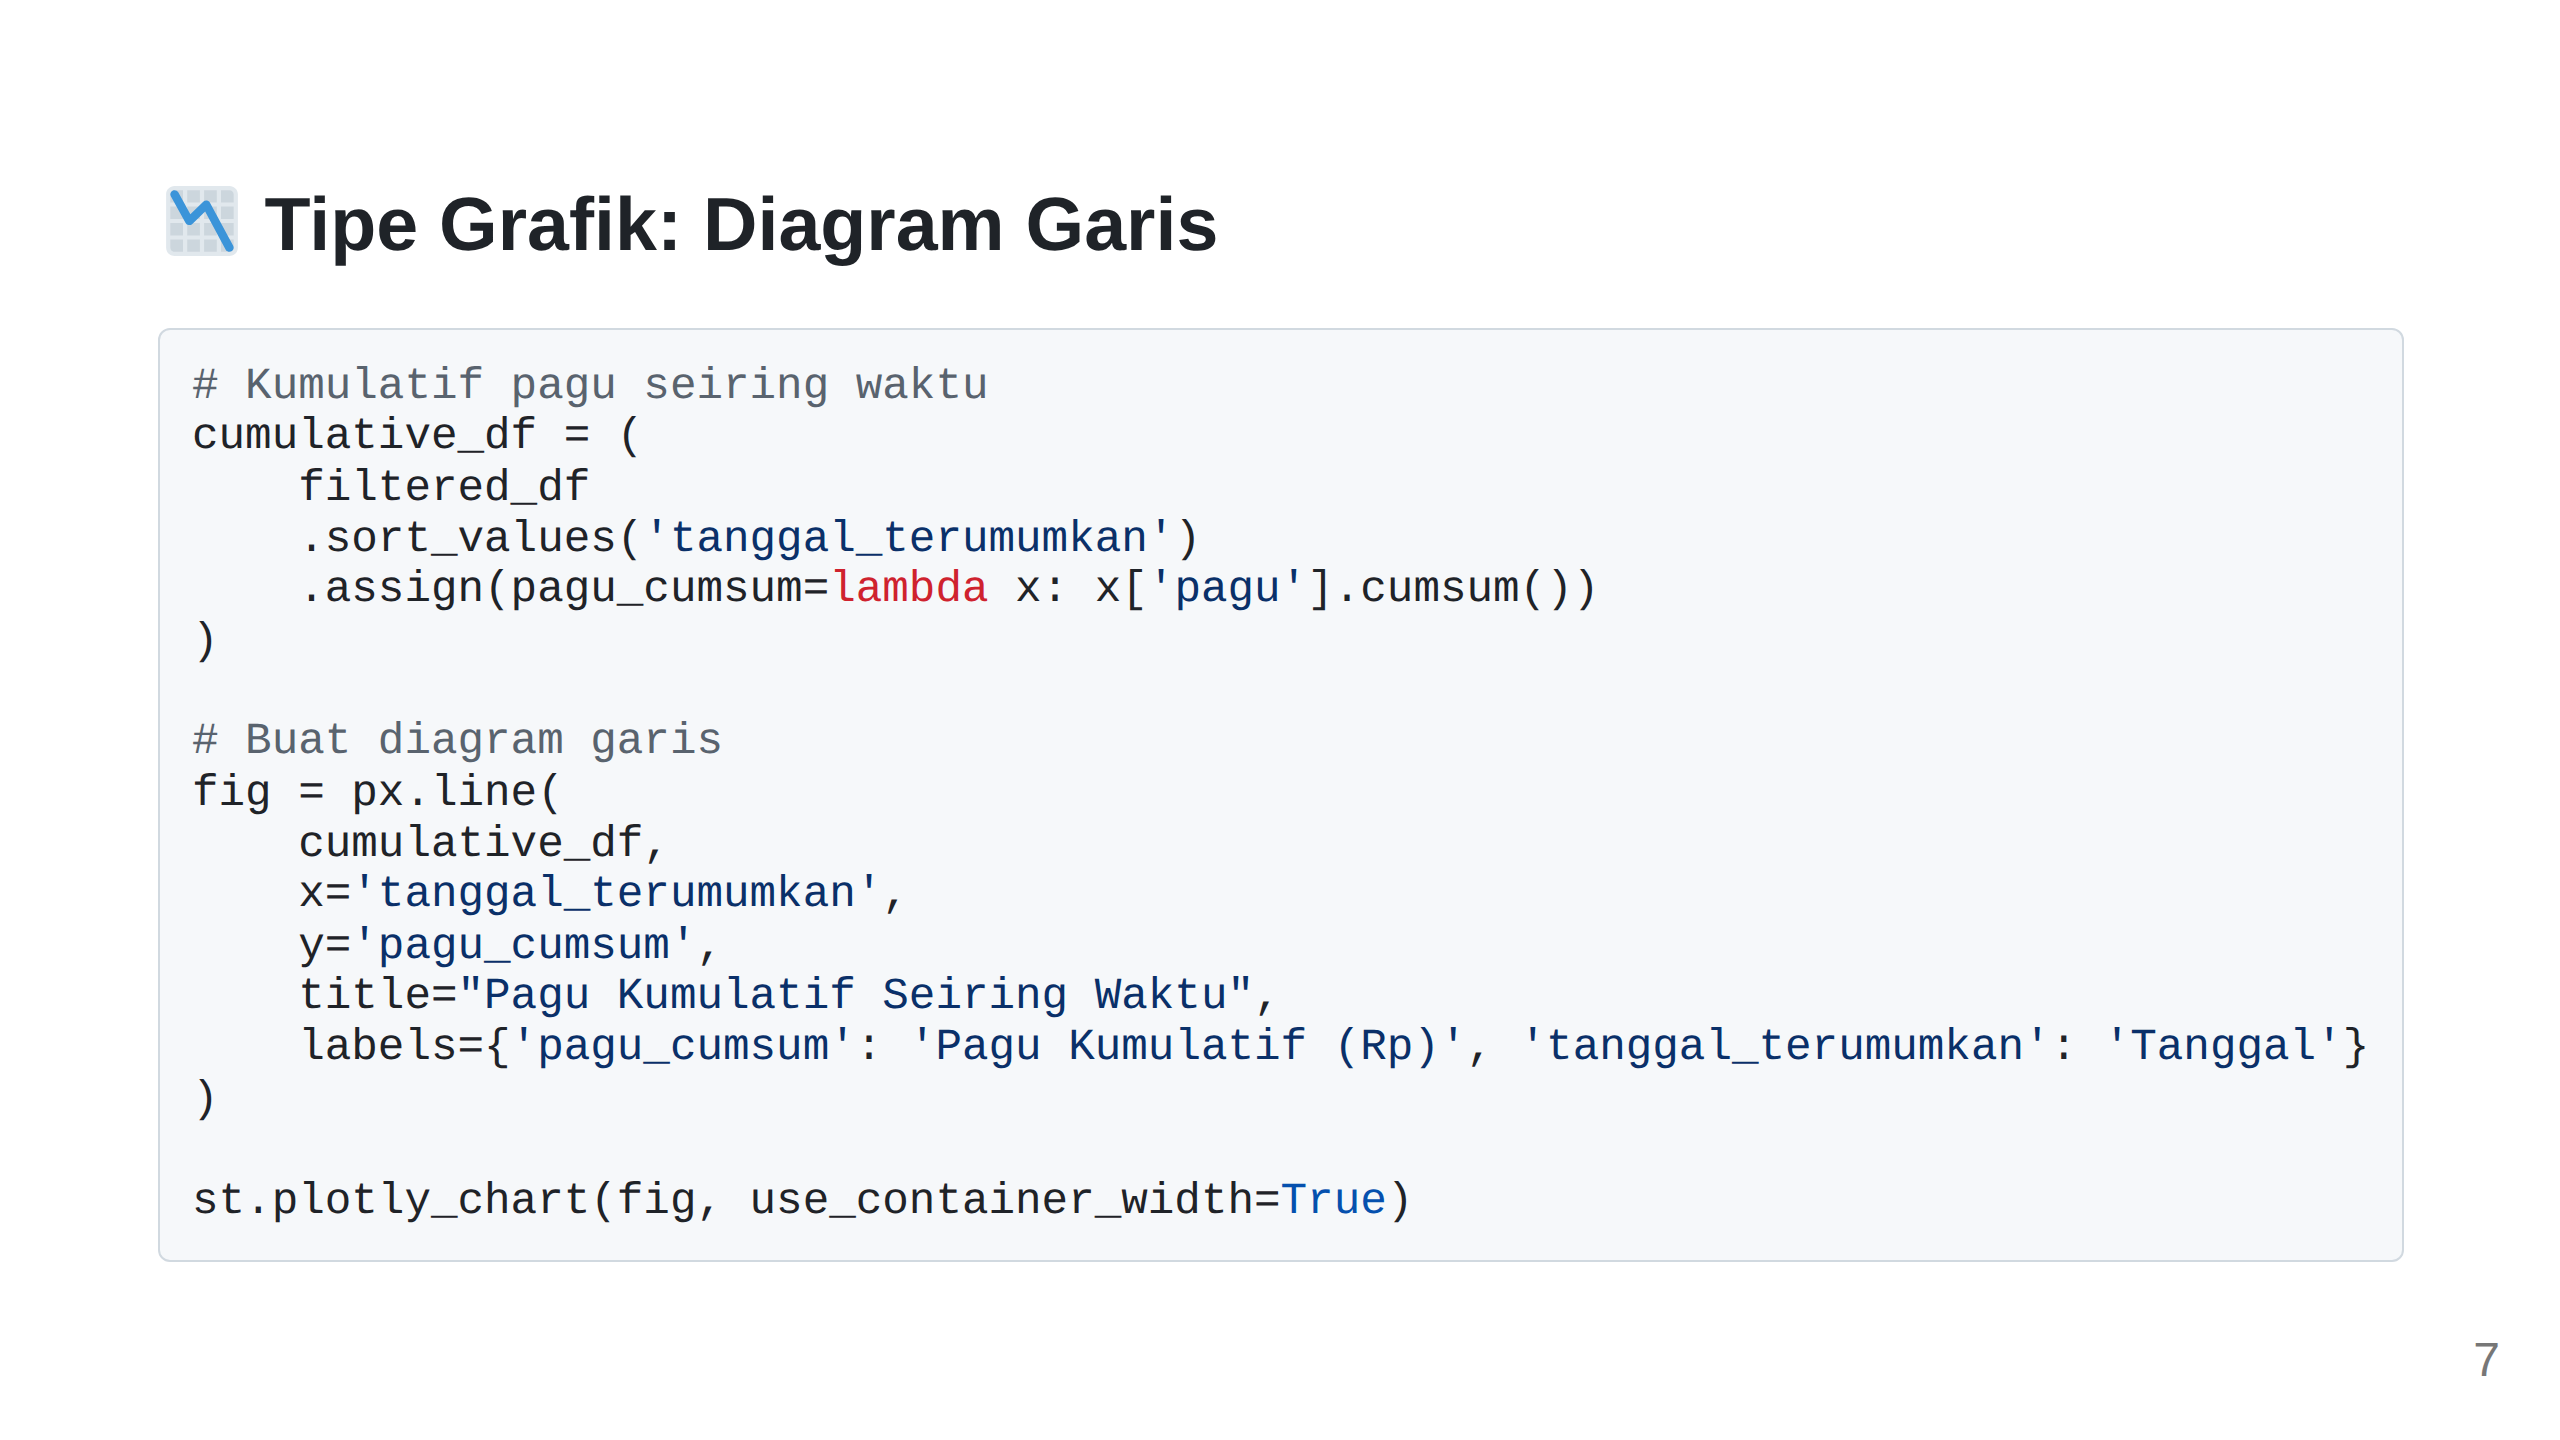 Tipe Grafik: Diagram Garis
# Kumulatif pagu seiring waktu
cumulative_df = (
    filtered_df
    .sort_values('tanggal_terumumkan')
    .assign(pagu_cumsum=lambda x: x['pagu'].cumsum())
)

# Buat diagram garis
fig = px.line(
    cumulative_df,
    x='tanggal_terumumkan',
    y='pagu_cumsum',
    title="Pagu Kumulatif Seiring Waktu",
    labels={'pagu_cumsum': 'Pagu Kumulatif (Rp)', 'tanggal_terumumkan': 'Tanggal'}
)

st.plotly_chart(fig, use_container_width=True)
7